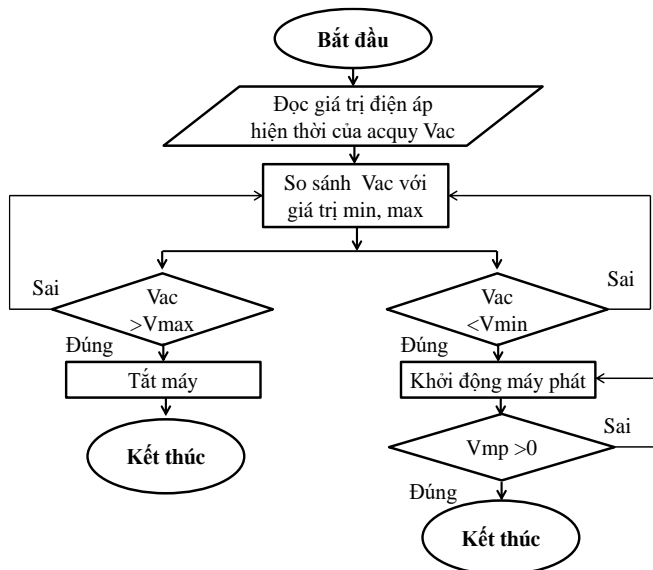 Bắt đầu
Đọc giá trị điện áp
hiện thời của acquy Vac
So sánh Vac với
giá trị min, max
Sai
Vac
>Vmax
Đúng
Tắt máy
Kết thúc
Sai
Vac
<Vmin
Đúng
Khởi động máy phát
Sai
Vmp >0
Đúng
Kết thúc